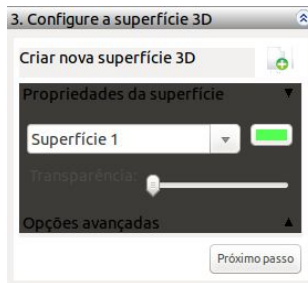 3. Configure a superfície 3D
Criar nova superfície 3D
Propriedades da superfície
Superfície 1
Transparência:
Opções avançadas
Próximo passo